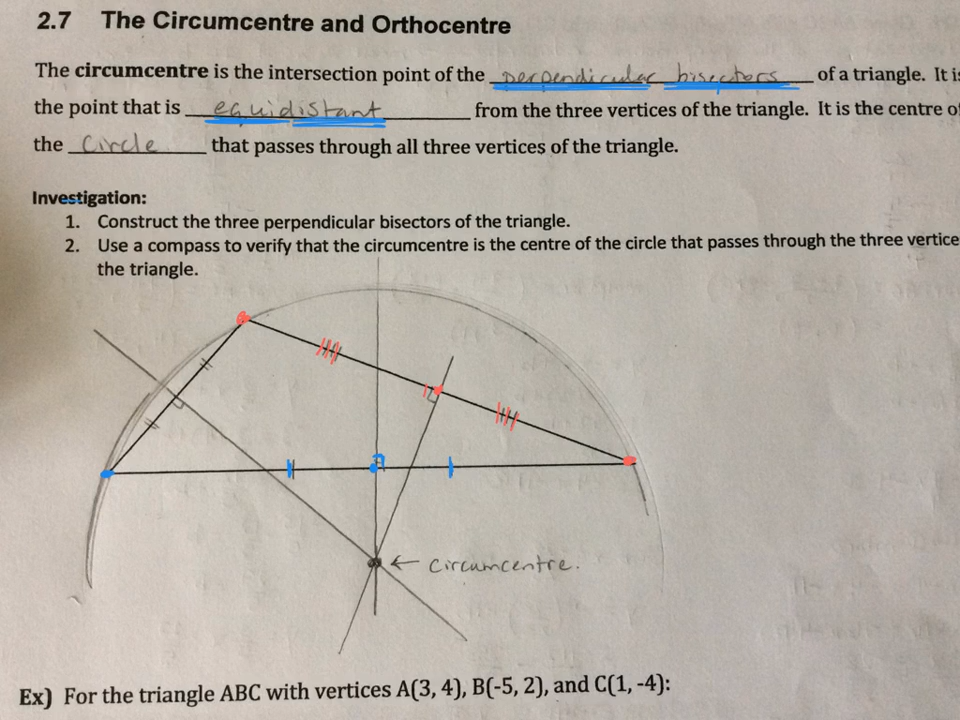 2.7 The Circumcentre and Orthocentre
The circumcentre is the intersection point of the perpendicular bisectors of a triangle. It is
the point that is equidistant from the three vertices of the triangle. It is the centre of
the Circle that passes through all three vertices of the triangle.
Investigation:
1. Construct the three perpendicular bisectors of the triangle.
2. Use a compass to verify that the circumcentre is the centre of the circle that passes through the three vertice
the triangle.
← Circumcentre.
Ex) For the triangle ABC with vertices A(3, 4), B(-5, 2), and C(1, -4):